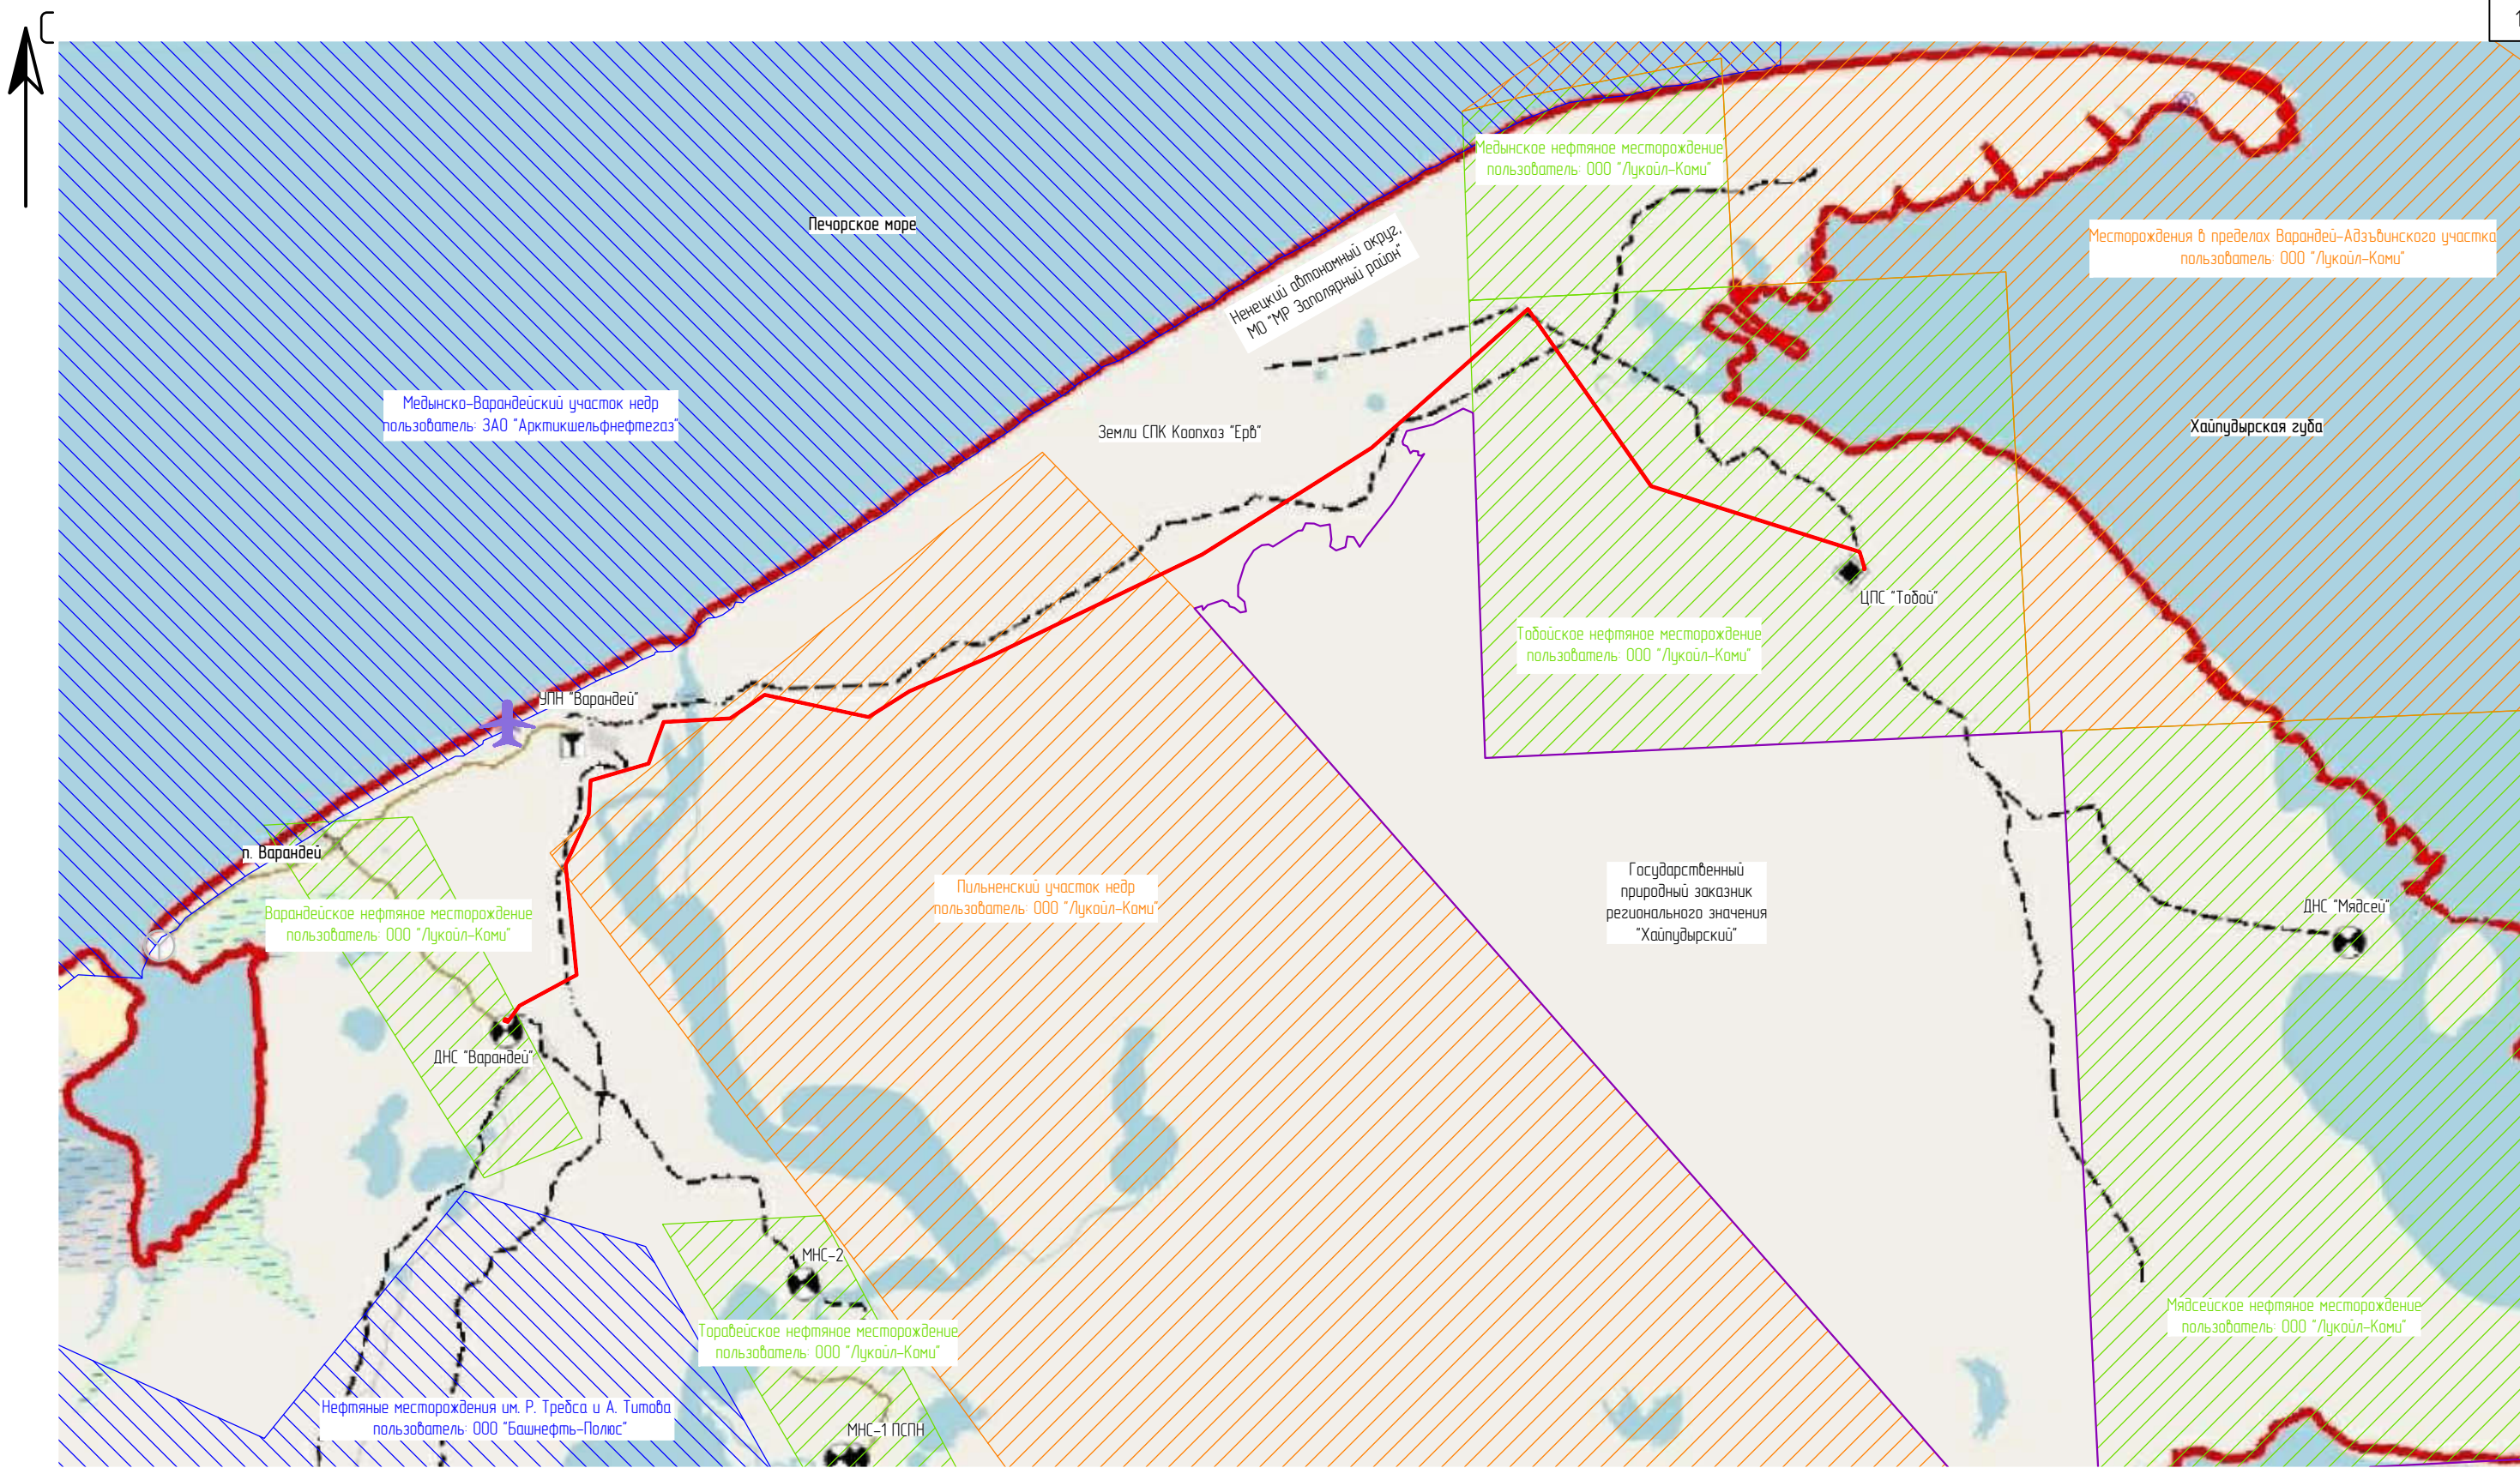 1
Медынское нефтяное месторождение
пользователь: ООО "Лукойл-Коми"
Печорское море
Ненецкий автономный округ,
МО "МР Заполярный район"
Месторождения в пределах Варандей-Адзъвинского участка
пользователь: ООО "Лукойл-Коми"
Медынско-Варандейский участок недр
пользователь: ЗАО "Арктикшельфнефтегаз"
Земли СПК Коопхоз "Ерв"
Хайпудырская губа
ЦПС "Тобой"
Тобойское нефтяное месторождение
пользователь: ООО "Лукойл-Коми"
УПН "Варандей"
п. Варандей
Государственный
природный заказник
регионального значения
"Хайпудырский"
Пильненский участок недр
пользователь: ООО "Лукойл-Коми"
Варандейское нефтяное месторождение
пользователь: ООО "Лукойл-Коми"
ДНС "Мядсей"
ДНС "Варандей"
МНС-2
Мядсейское нефтяное месторождение
пользователь: ООО "Лукойл-Коми"
Торавейское нефтяное месторождение
пользователь: ООО "Лукойл-Коми"
Нефтяные месторождения им. Р. Требса и А. Титова
пользователь: ООО "Башнефть-Полюс"
МНС-1 ПСПН